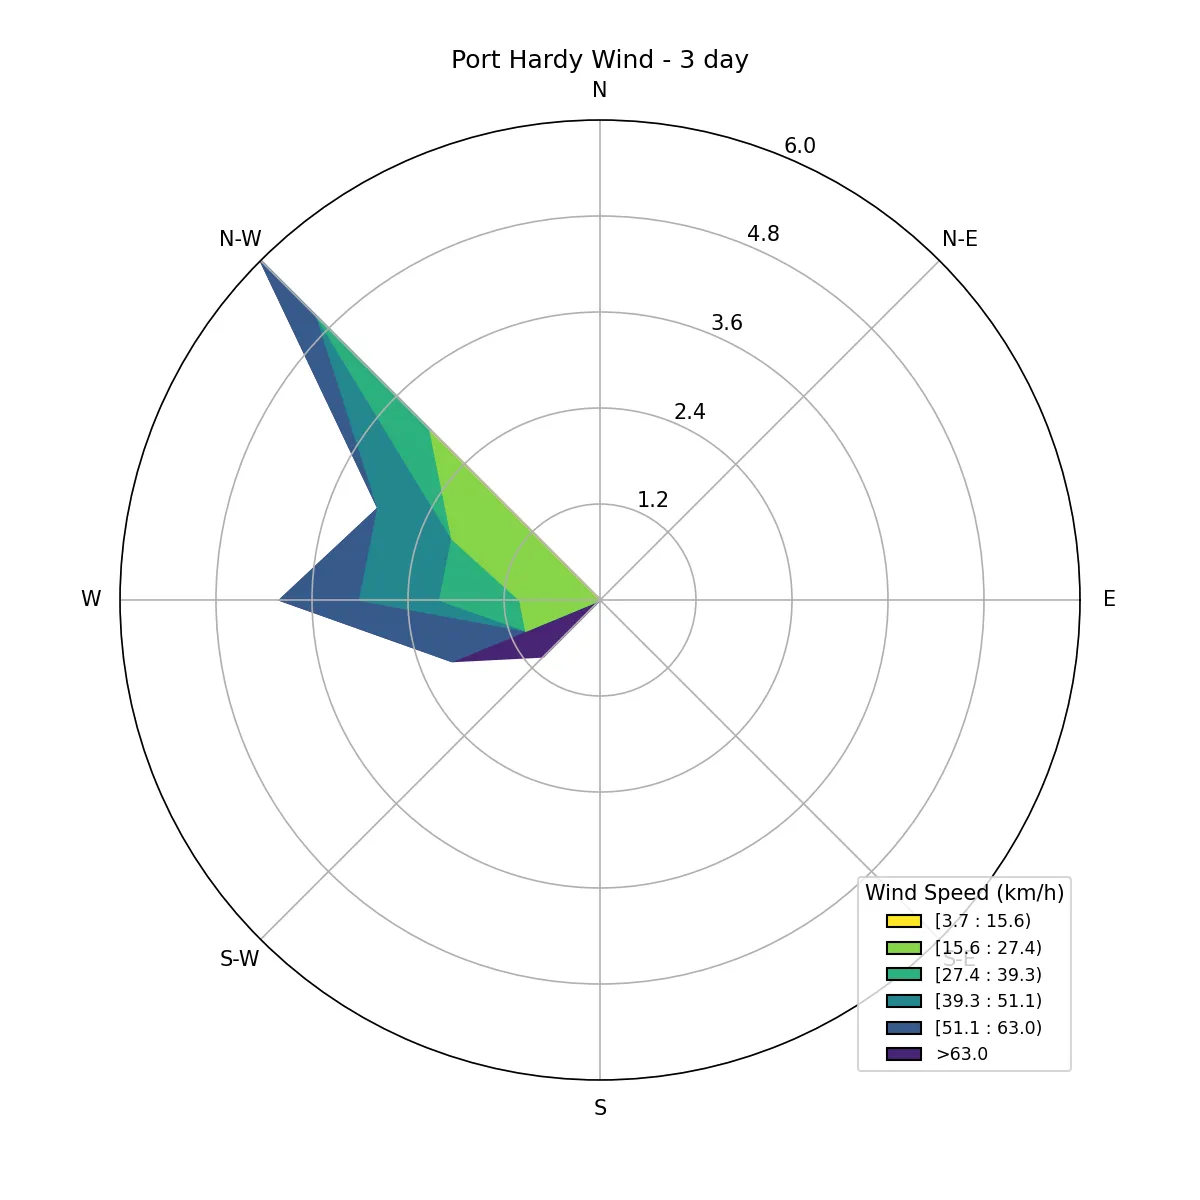 Port Hardy Wind - 3 day
N
6.0
N-W
N-E
4.8
3.6
2.4
1.2
W
E
Wind Speed (km/h)
[3.7 : 15.6)
[15.6 : 27.4)
S-W
S-E
[27.4 : 39.3)
[39.3 : 51.1)
[51.1 : 63.0)
>63.0
S